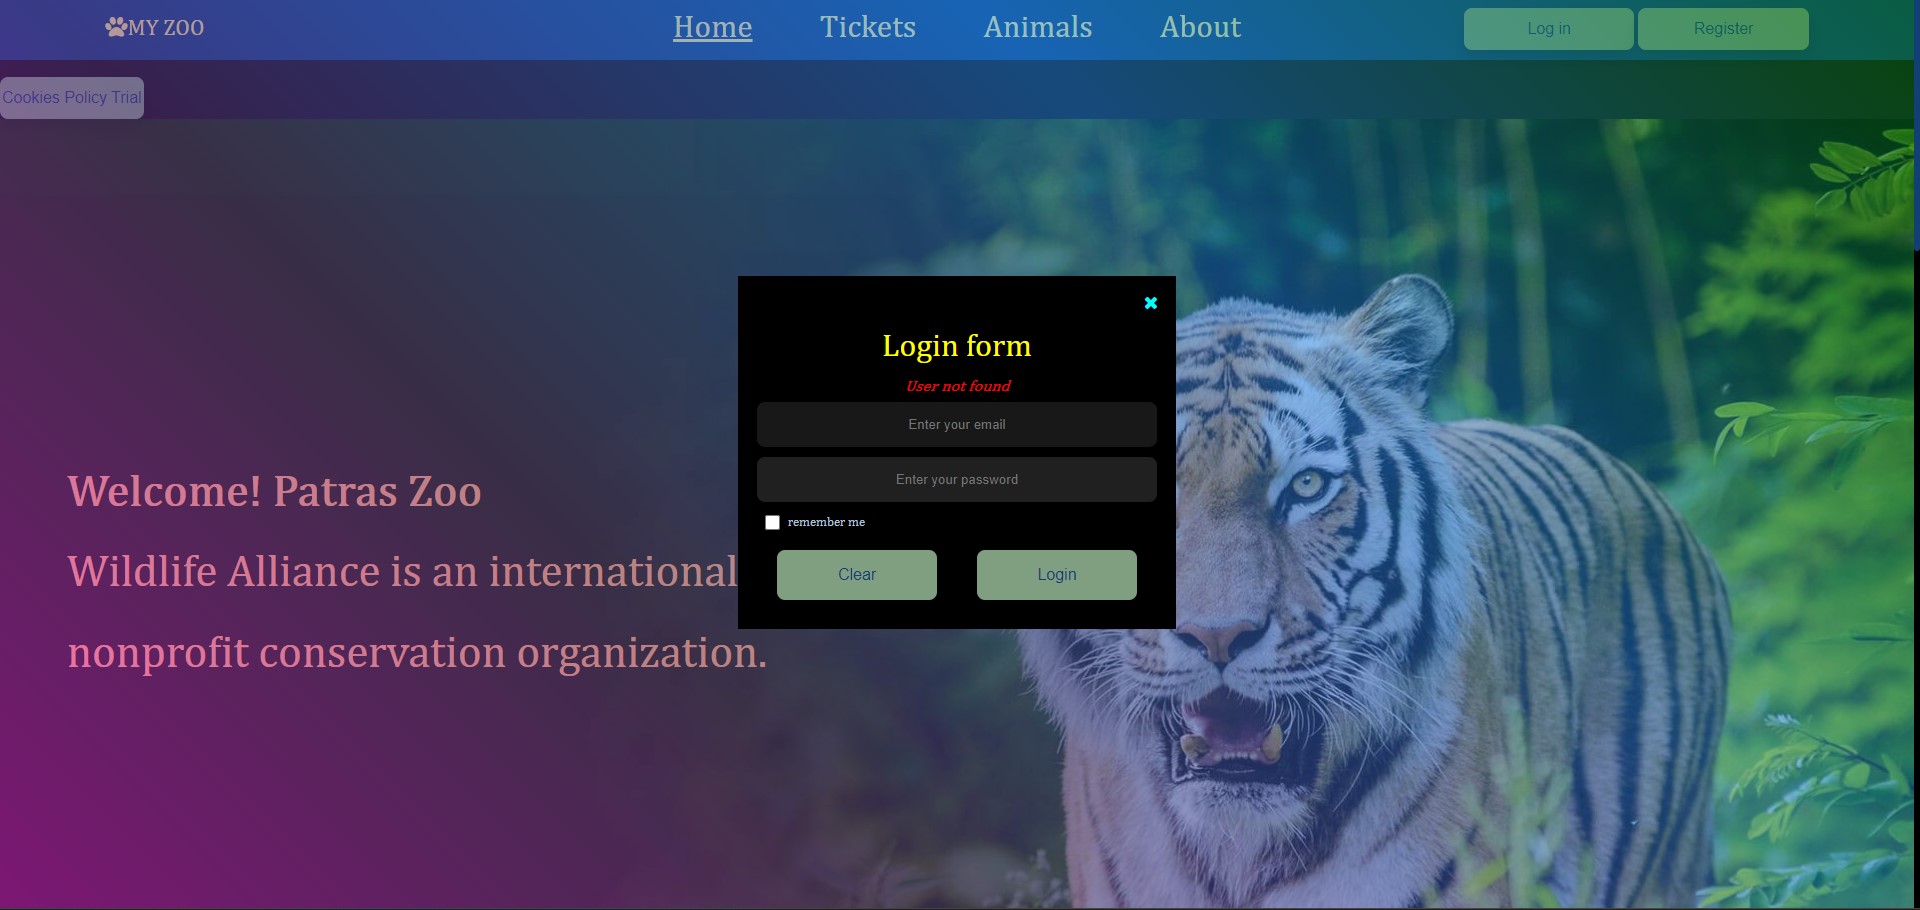 MY ZOO
Home
Tickets
Animals
About
Log in
Register
Cookies Policy Trial
Login form
User not found
Enter your email
Enter your password
remember me
Clear
Login
Welcome! Patras Zoo
Wildlife Alliance is an international
nonprofit conservation organization.